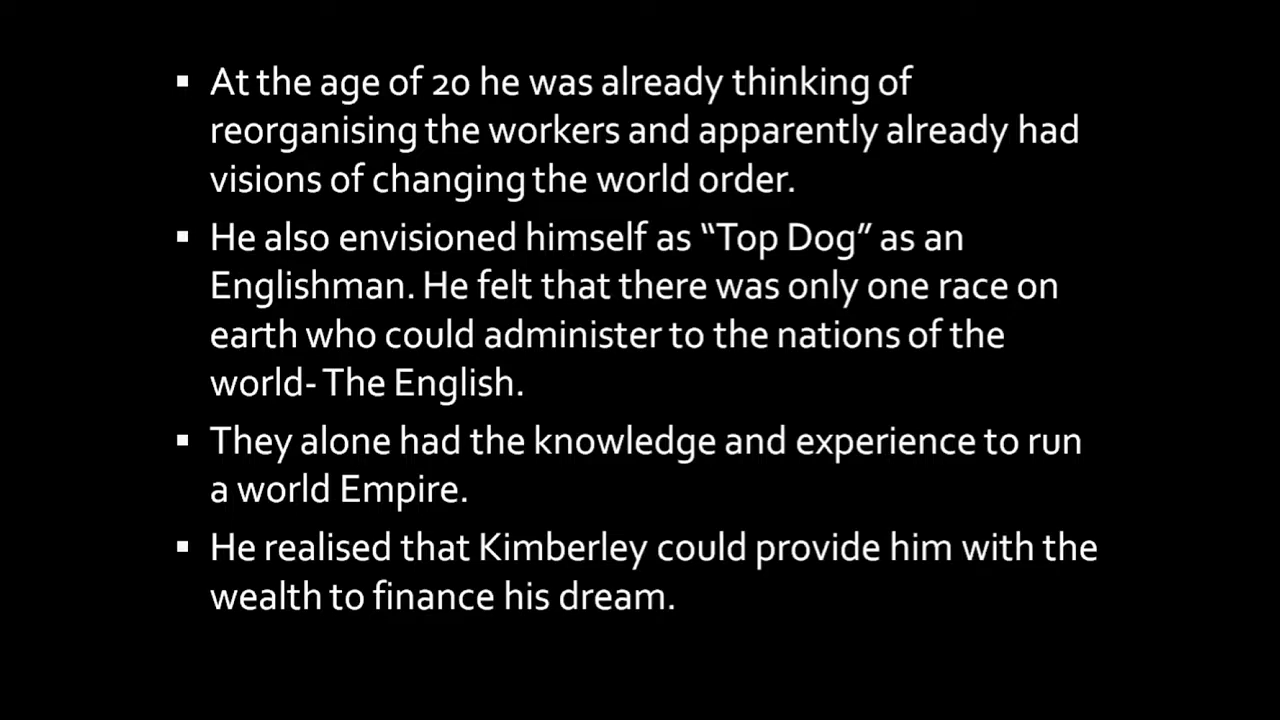 ▪ At the age of 20 he was already thinking of
reorganising the workers and apparently already had
visions of changing the world order.
▪ He also envisioned himself as “Top Dog” as an
Englishman. He felt that there was only one race on
earth who could administer to the nations of the
world- The English.
▪ They alone had the knowledge and experience to run
a world Empire.
▪ He realised that Kimberley could provide him with the
wealth to finance his dream.